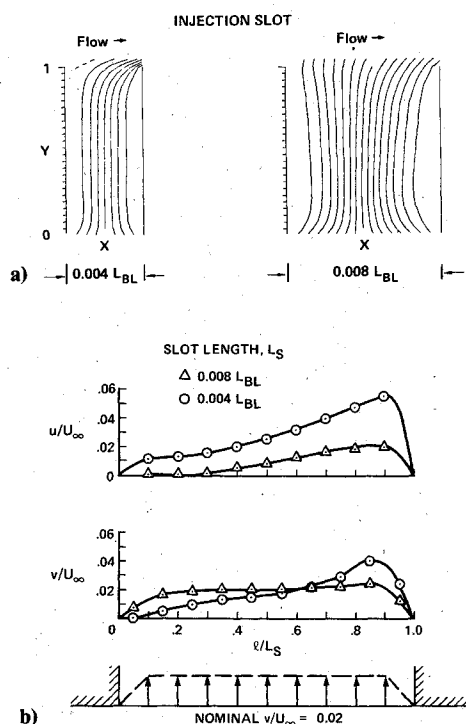 INJECTION SLOT
Flow → Flow →
1
Y
0
X X
a) 0.004 L_BL 0.008 L_BL
SLOT LENGTH, L_S
△ 0.008 L_BL
○ 0.004 L_BL
.06
.04
u/U∞
.02
0
.06
.04
v/U∞
.02
0 .2 .4 .6 .8 1.0
ℓ/L_S
b) NOMINAL v/U∞ = 0.02